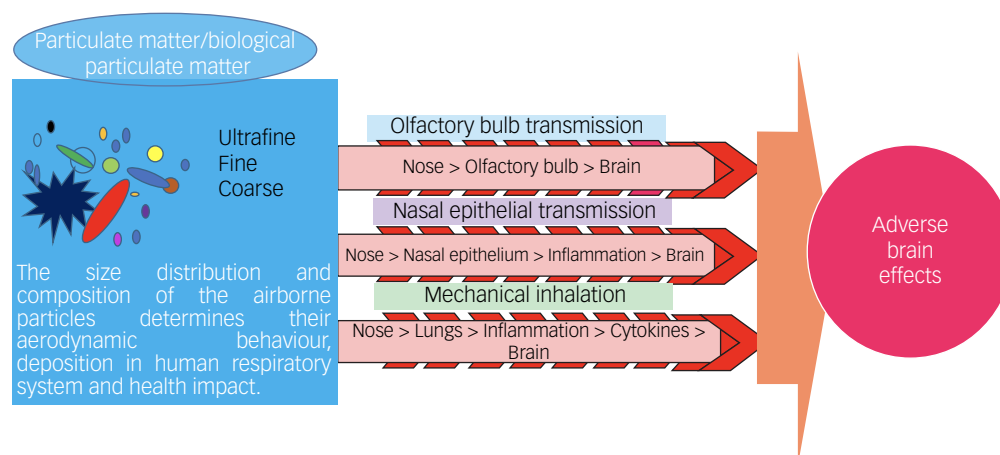 Particulate matter/biological
particulate matter
Ultrafine
Fine
Coarse
The size distribution and
composition of the airborne
particles determines their
aerodynamic behaviour,
deposition in human respiratory
system and health impact.
Olfactory bulb transmission
Nose > Olfactory bulb > Brain
Nasal epithelial transmission
Nose > Nasal epithelium > Inflammation > Brain
Mechanical inhalation
Nose > Lungs > Inflammation > Cytokines >
Brain
Adverse
brain
effects